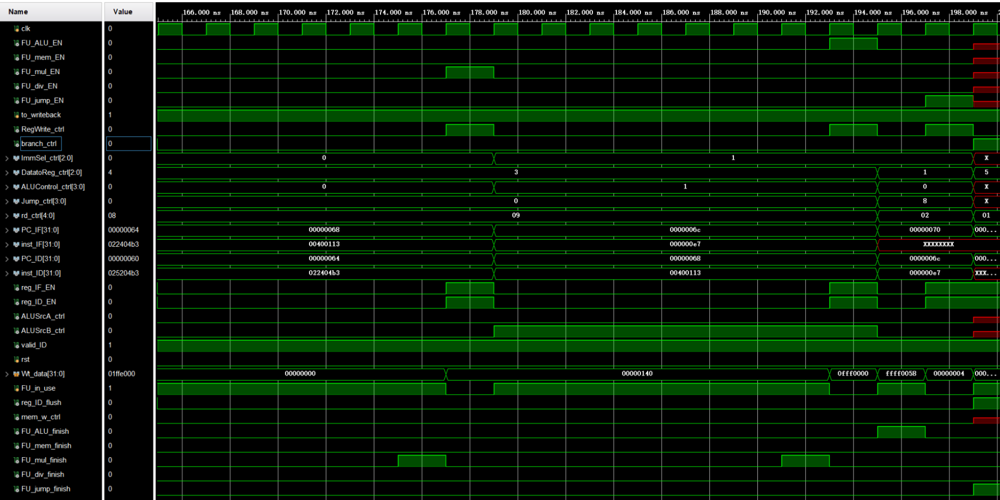 Name Value 166.000 ns 168.000 ns 170.000 ns 172.000 ns 174.000 ns 176.000 ns 178.000 ns 180.000 ns 182.000 ns 184.000 ns 186.000 ns 188.000 ns 190.000 ns 192.000 ns 194.000 ns 196.000 ns 198.000 ns
clk 0
FU_ALU_EN 0
FU_mem_EN 0
FU_mul_EN 0
FU_div_EN 0
FU_jump_EN 0
to_writeback 1
RegWrite_ctrl 0
branch_ctrl 0
ImmSel_ctrl[2:0] 0 0 1 X
DatatoReg_ctrl[2:0] 4 3 1 5
ALUControl_ctrl[3:0] 0 0 1 0 X
Jump_ctrl[3:0] 0 0 8 X
rd_ctrl[4:0] 08 09 02 01
PC_IF[31:0] 00000064 00000068 0000006c 00000070 000...
inst_IF[31:0] 022404b3 00400113 000000e7 XXXXXXXX
PC_ID[31:0] 00000060 00000064 00000068 0000006c 000...
inst_ID[31:0] 025204b3 022404b3 00400113 000000e7 XXX...
reg_IF_EN 0
reg_ID_EN 0
ALUSrcA_ctrl 0
ALUSrcB_ctrl 0
valid_ID 1
rst 0
Wt_data[31:0] 01ffe000 00000000 00000140 0fff0000 ffff0058 00000004 000...
FU_in_use 1
reg_ID_flush 0
mem_w_ctrl 0
FU_ALU_finish 0
FU_mem_finish 0
FU_mul_finish 0
FU_div_finish 0
FU_jump_finish 0